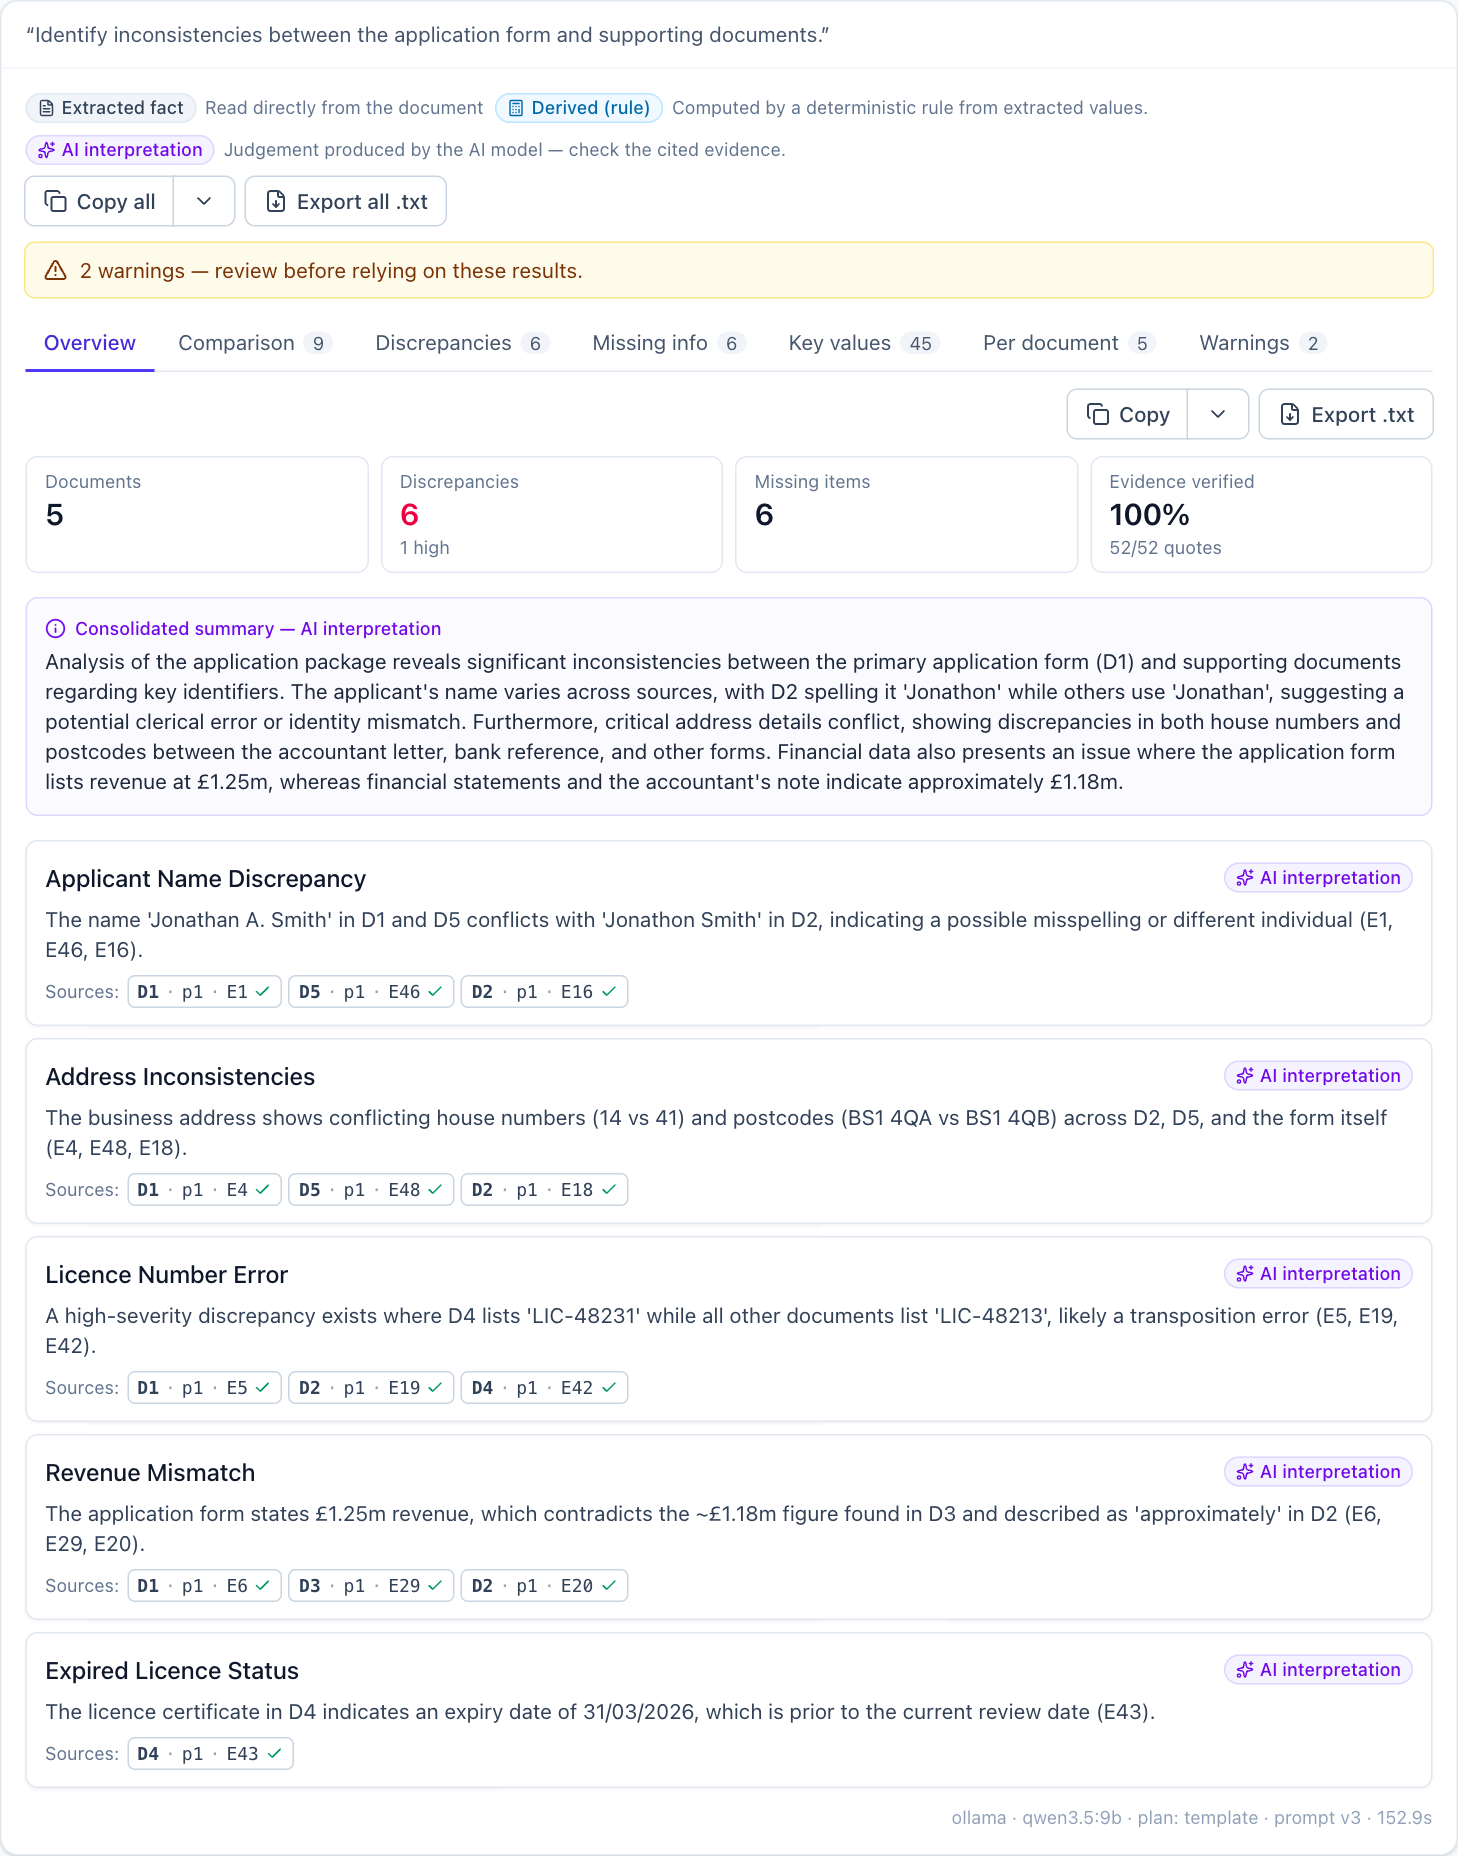 “Identify inconsistencies between the application form and supporting documents.”
Extracted fact Read directly from the document Derived (rule) Computed by a deterministic rule from extracted values.
AI interpretation Judgement produced by the AI model — check the cited evidence.
Copy all Export all .txt
2 warnings — review before relying on these results.
Overview Comparison 9 Discrepancies 6 Missing info 6 Key values 45 Per document 5 Warnings 2
Copy Export .txt
Documents
5
Discrepancies
6
1 high
Missing items
6
Evidence verified
100%
52/52 quotes
Consolidated summary — AI interpretation
Analysis of the application package reveals significant inconsistencies between the primary application form (D1) and supporting documents
regarding key identifiers. The applicant's name varies across sources, with D2 spelling it 'Jonathon' while others use 'Jonathan', suggesting a
potential clerical error or identity mismatch. Furthermore, critical address details conflict, showing discrepancies in both house numbers and
postcodes between the accountant letter, bank reference, and other forms. Financial data also presents an issue where the application form
lists revenue at £1.25m, whereas financial statements and the accountant's note indicate approximately £1.18m.
Applicant Name Discrepancy AI interpretation
The name 'Jonathan A. Smith' in D1 and D5 conflicts with 'Jonathon Smith' in D2, indicating a possible misspelling or different individual (E1,
E46, E16).
Sources: D1 · p1 · E1 ✓ D5 · p1 · E46 ✓ D2 · p1 · E16 ✓
Address Inconsistencies AI interpretation
The business address shows conflicting house numbers (14 vs 41) and postcodes (BS1 4QA vs BS1 4QB) across D2, D5, and the form itself
(E4, E48, E18).
Sources: D1 · p1 · E4 ✓ D5 · p1 · E48 ✓ D2 · p1 · E18 ✓
Licence Number Error AI interpretation
A high-severity discrepancy exists where D4 lists 'LIC-48231' while all other documents list 'LIC-48213', likely a transposition error (E5, E19,
E42).
Sources: D1 · p1 · E5 ✓ D2 · p1 · E19 ✓ D4 · p1 · E42 ✓
Revenue Mismatch AI interpretation
The application form states £1.25m revenue, which contradicts the ~£1.18m figure found in D3 and described as 'approximately' in D2 (E6,
E29, E20).
Sources: D1 · p1 · E6 ✓ D3 · p1 · E29 ✓ D2 · p1 · E20 ✓
Expired Licence Status AI interpretation
The licence certificate in D4 indicates an expiry date of 31/03/2026, which is prior to the current review date (E43).
Sources: D4 · p1 · E43 ✓
ollama · qwen3.5:9b · plan: template · prompt v3 · 152.9s